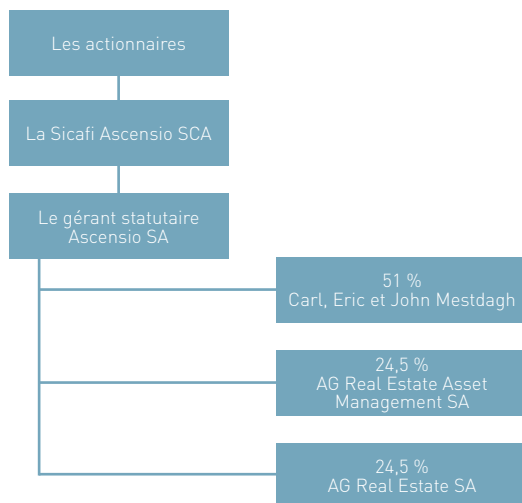 Les actionnaires
La Sicafi Ascensio SCA
Le gérant statutaire
Ascensio SA
51 %
Carl, Eric et John Mestdagh
24,5 %
AG Real Estate Asset
Management SA
24,5 %
AG Real Estate SA